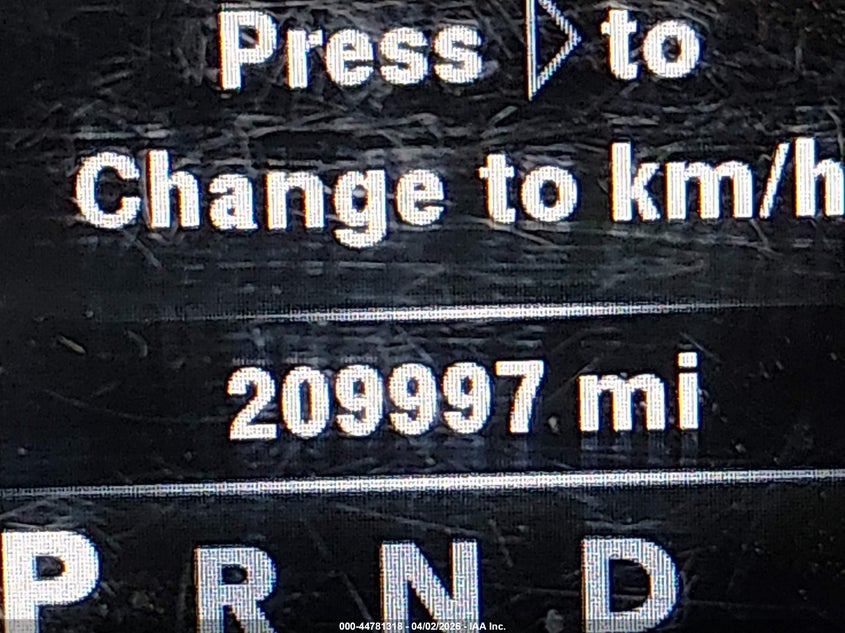 Press ▷ to
Change to km/h
209997 mi
P R N D
000-44781318 - 04/02/2026 - IAA Inc.